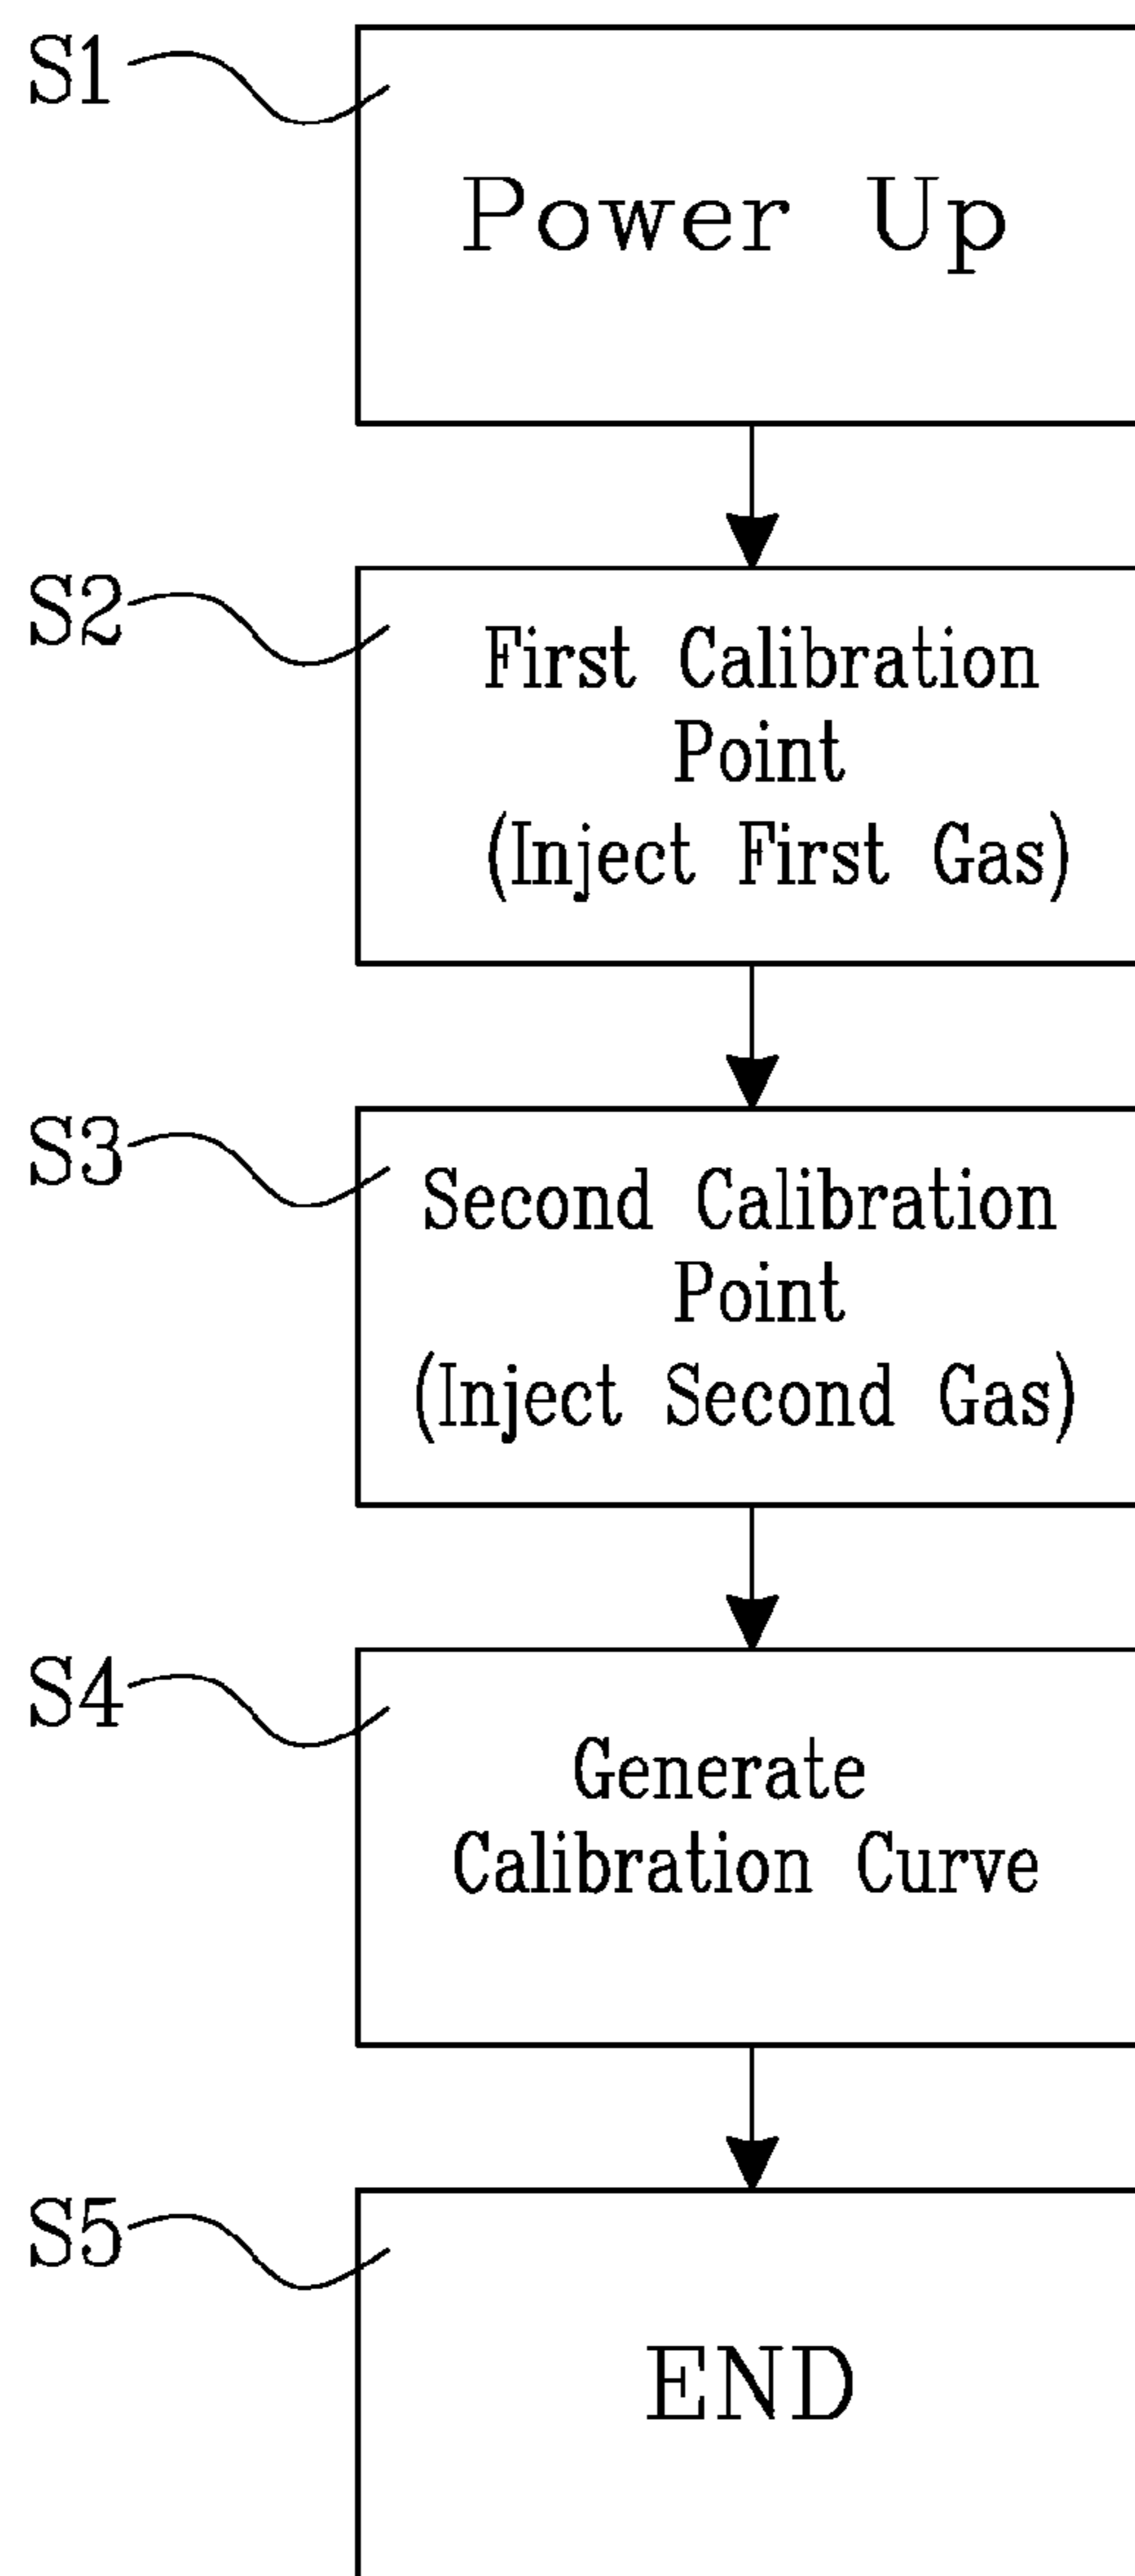 S1
Power Up
S2
First Calibration
Point
(Inject First Gas)
S3
Second Calibration
Point
(Inject Second Gas)
S4
Generate
Calibration Curve
S5
END